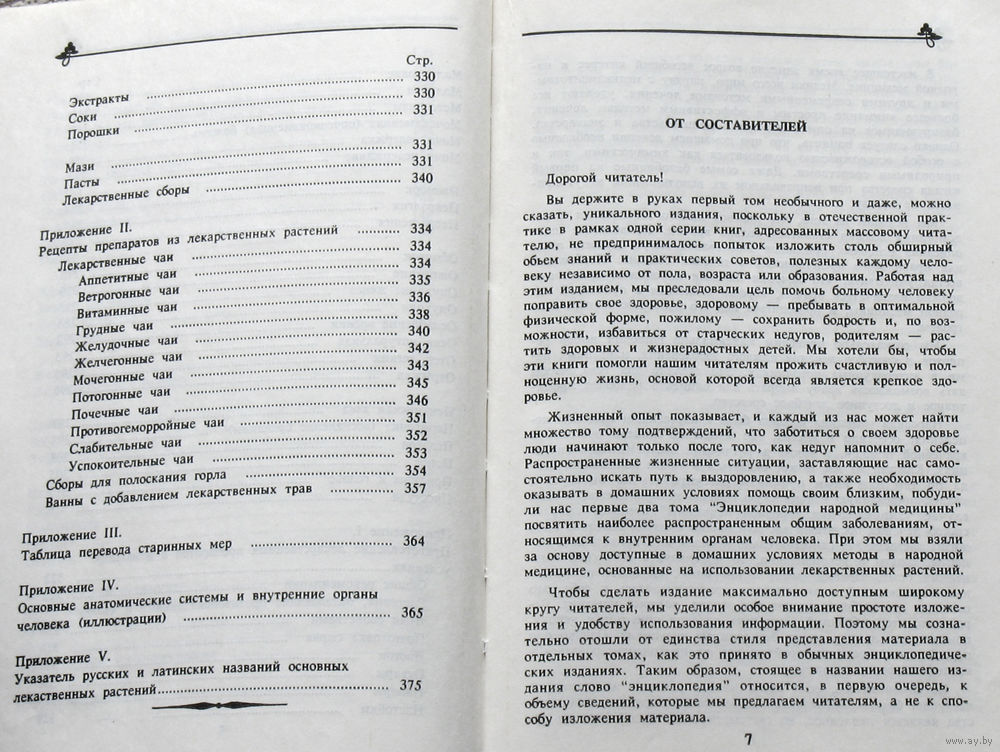 Стр.
Экстракты ........ 330
Соки ........ 330
Порошки ........ 331
Мази ........ 331
Пасты ........ 331
Лекарственные сборы ........ 340
Приложение II.
Рецепты препаратов из лекарственных растений ........ 334
Лекарственные чаи ........ 334
Аппетитные чаи ........ 334
Ветрогонные чаи ........ 335
Витаминные чаи ........ 336
Грудные чаи ........ 338
Желудочные чаи ........ 340
Желчегонные чаи ........ 342
Мочегонные чаи ........ 343
Потогонные чаи ........ 345
Почечные чаи ........ 346
Противогеморройные чаи ........ 351
Слабительные чаи ........ 352
Успокоительные чаи ........ 353
Сборы для полоскания горла ........ 354
Ванны с добавлением лекарственных трав ........ 357
Приложение III.
Таблица перевода старинных мер ........ 364
Приложение IV.
Основные анатомические системы и внутренние органы
человека (иллюстрации) ........ 365
Приложение V.
Указатель русских и латинских названий основных
лекаственных растений ........ 375
ОТ СОСТАВИТЕЛЕЙ
Дорогой читатель!
Вы держите в руках первый том необычного и даже, можно
сказать, уникального издания, поскольку в отечественной прак-
тике в рамках одной серии книг, адресованных массовому чита-
телю, не предпринималось попыток изложить столь обширный
обьем знаний и практических советов, полезных каждому чело-
веку независимо от пола, возраста или образования. Работая над
этим изданием, мы преследовали цель помочь больному человеку
поправить свое здоровье, здоровому — пребывать в оптимальной
физической форме, пожилому — сохранить бодрость и, по воз-
можности, избавиться от старческих недугов, родителям — рас-
тить здоровых и жизнерадостных детей. Мы хотели бы, чтобы
эти книги помогли нашим читателям прожить счастливую и пол-
ноценную жизнь, основой которой всегда является крепкое здо-
ровье.
Жизненный опыт показывает, и каждый из нас может найти
множество тому подтверждений, что заботиться о своем здоровье
люди начинают только после того, как недуг напомнит о себе.
Распространенные жизненные ситуации, заставляющие нас само-
стоятельно искать путь к выздоровлению, а также необходимость
оказывать в домашних условиях помощь своим близким, побуди-
ли нас первые два тома "Энциклопедии народной медицины"
посвятить наиболее распространенным общим заболеваниям, от-
носящимся к внутренним органам человека. При этом мы взяли
за основу доступные в домашних условиях методы в народной
медицине, основанные на использовании лекарственных растений.
Чтобы сделать издание максимально доступным широкому
кругу читателей, мы уделили особое внимание простоте изложе-
ния и удобству использования информации. Поэтому мы созна-
тельно отошли от единства стиля представления материала в
отдельных томах, как это принято в обычных энциклопедичес-
ких изданиях. Таким образом, стоящее в названии нашего из-
дания слово "энциклопедия" относится, в первую очередь, к
объему сведений, которые мы предлагаем читателям, а не к спо-
собу изложения материала.
7
www.ay.by